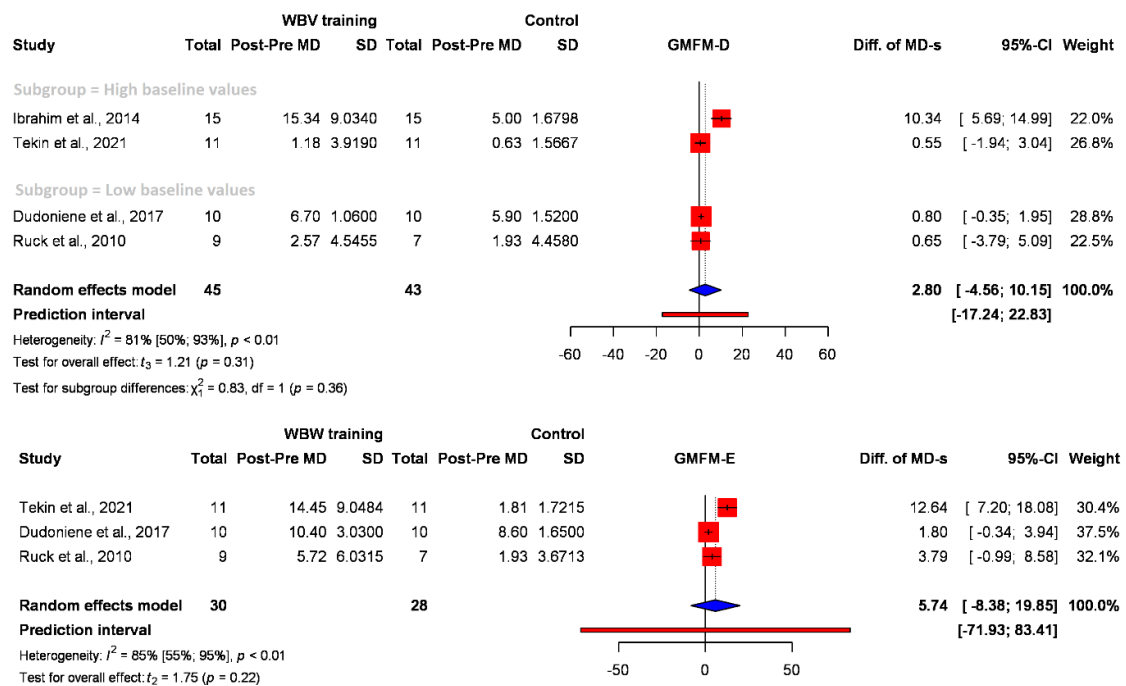 WBV training Control
Study Total Post-Pre MD SD Total Post-Pre MD SD GMFM-D Diff. of MD-s 95%-CI Weight
Subgroup = High baseline values
Ibrahim et al., 2014 15 15.34 9.0340 15 5.00 1.6798 10.34 [ 5.69; 14.99] 22.0%
Tekin et al., 2021 11 1.18 3.9190 11 0.63 1.5667 0.55 [ -1.94; 3.04] 26.8%
Subgroup = Low baseline values
Dudoniene et al., 2017 10 6.70 1.0600 10 5.90 1.5200 0.80 [ -0.35; 1.95] 28.8%
Ruck et al., 2010 9 2.57 4.5455 7 1.93 4.4580 0.65 [ -3.79; 5.09] 22.5%
Random effects model 45 43 2.80 [ -4.56; 10.15] 100.0%
Prediction interval [-17.24; 22.83]
Heterogeneity: I² = 81% [50%; 93%], p < 0.01
Test for overall effect: t₃ = 1.21 (p = 0.31)
-60 -40 -20 0 20 40 60
Test for subgroup differences: χ²₁ = 0.83, df = 1 (p = 0.36)
WBW training Control
Study Total Post-Pre MD SD Total Post-Pre MD SD GMFM-E Diff. of MD-s 95%-CI Weight
Tekin et al., 2021 11 14.45 9.0484 11 1.81 1.7215 12.64 [ 7.20; 18.08] 30.4%
Dudoniene et al., 2017 10 10.40 3.0300 10 8.60 1.6500 1.80 [ -0.34; 3.94] 37.5%
Ruck et al., 2010 9 5.72 6.0315 7 1.93 3.6713 3.79 [ -0.99; 8.58] 32.1%
Random effects model 30 28 5.74 [ -8.38; 19.85] 100.0%
Prediction interval [-71.93; 83.41]
Heterogeneity: I² = 85% [55%; 95%], p < 0.01
-50 0 50
Test for overall effect: t₂ = 1.75 (p = 0.22)